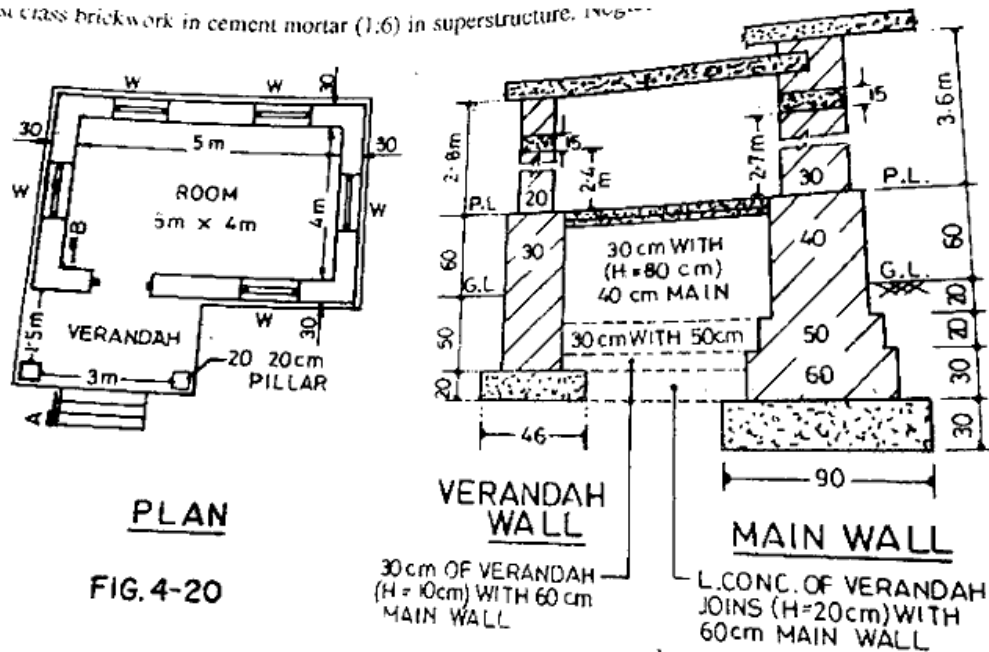 class brickwork in cement mortar (1:6) in superstructure.
W
W
30
30
30
5m
W
ROOM
5m × 4m
4m
W
B
VERANDAH
W
30
1·5m
3m
20 20cm
PILLAR
A
PLAN
FIG. 4-20
2·8m
15
2·4
m
20
P.L
30
60
G.L
50
20
46
VERANDAH
WALL
30 cm OF VERANDAH
(H = 10cm) WITH 60 cm
MAIN WALL
30 cm WITH
(H = 80 cm)
40 cm MAIN
30 cm WITH 50cm
2·7m
15
3·6m
30
P.L.
40
60
G.L.
20
50
20
60
30
30
90
MAIN WALL
L.CONC. OF VERANDAH
JOINS (H=20cm) WITH
60cm MAIN WALL